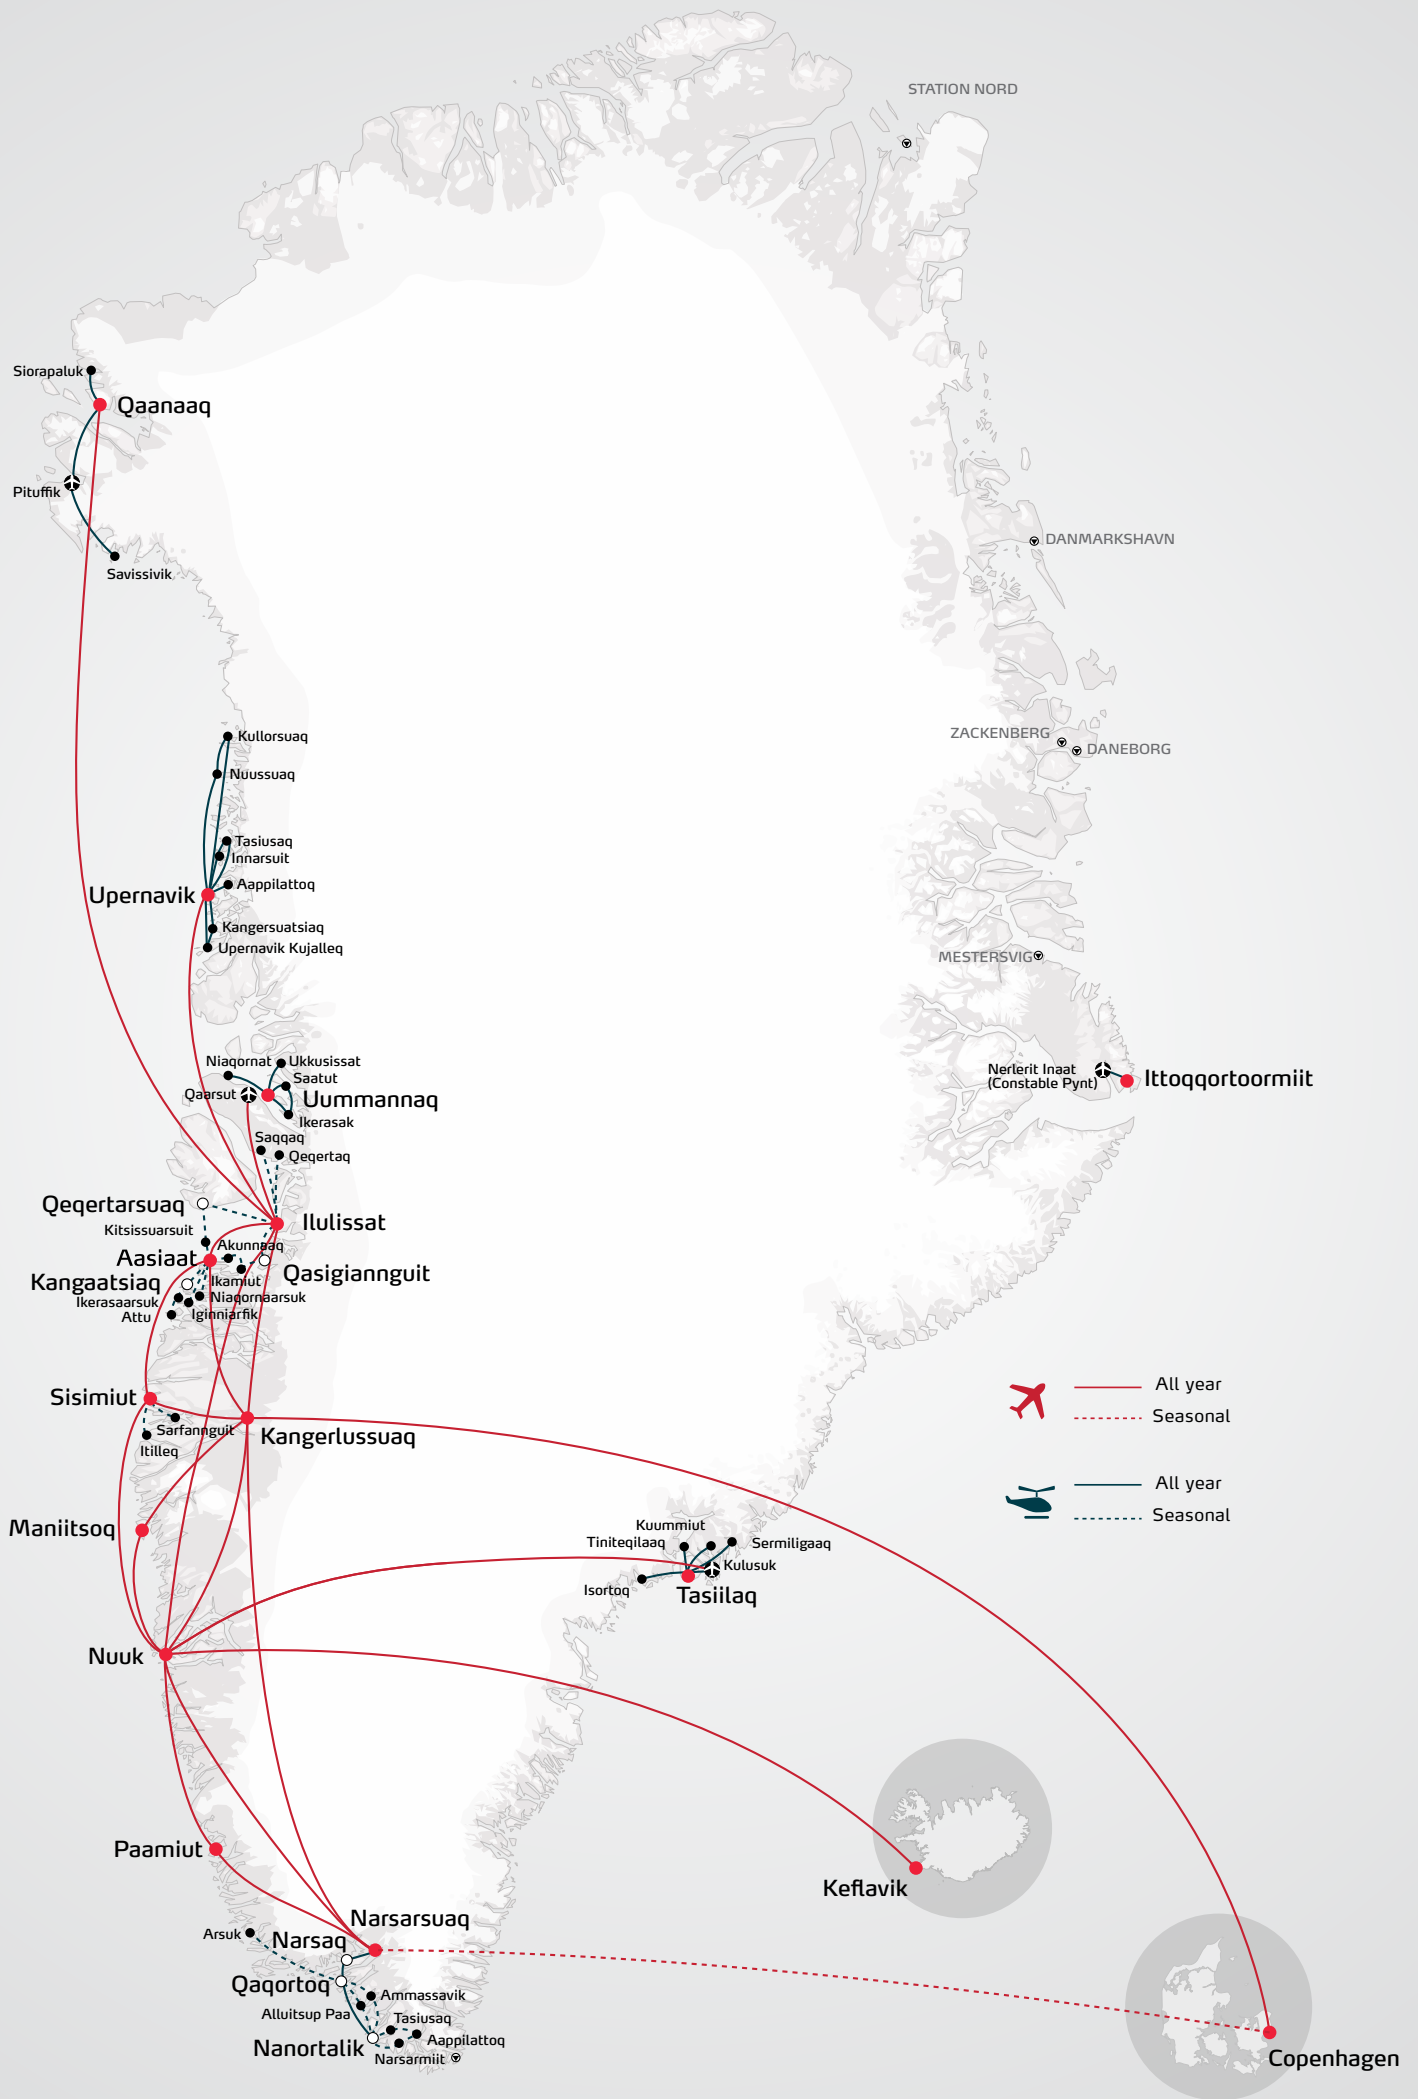 STATION NORD
Siorapaluk
Qaanaaq
Pituffik
Savissivik
DANMARKSHAVN
ZACKENBERG
DANEBORG
Kullorsuaq
Nuussuaq
Tasiusaq
Innarsuit
Aappilattoq
Upernavik
Kangersuatsiaq
Upernavik Kujalleq
MESTERSVIG
Niaqornat
Ukkusissat
Saatut
Qaarsut
Uummannaq
Ikerasak
Nerlerit Inaat
(Constable Pynt)
Ittoqqortoormiit
Saqqaq
Qeqertaq
Qeqertarsuaq
Ilulissat
Kitsissuarsuit
Akunnaaq
Aasiaat
Qasigiannguit
Kangaatsiaq
Ikamiut
Niaqornaarsuk
Ikerasaarsuk
Iginniarfik
Attu
Sisimiut
Sarfannguit
Itilleq
Kangerlussuaq
All year
Seasonal
All year
Seasonal
Maniitsoq
Kuummiut
Tiniteqilaaq
Sermiligaaq
Kulusuk
Isortoq
Tasiilaq
Nuuk
Paamiut
Keflavik
Narsarsuaq
Arsuk
Narsaq
Qaqortoq
Ammassavik
Alluitsup Paa
Tasiusaq
Aappilattoq
Nanortalik
Narsarmiit
Copenhagen